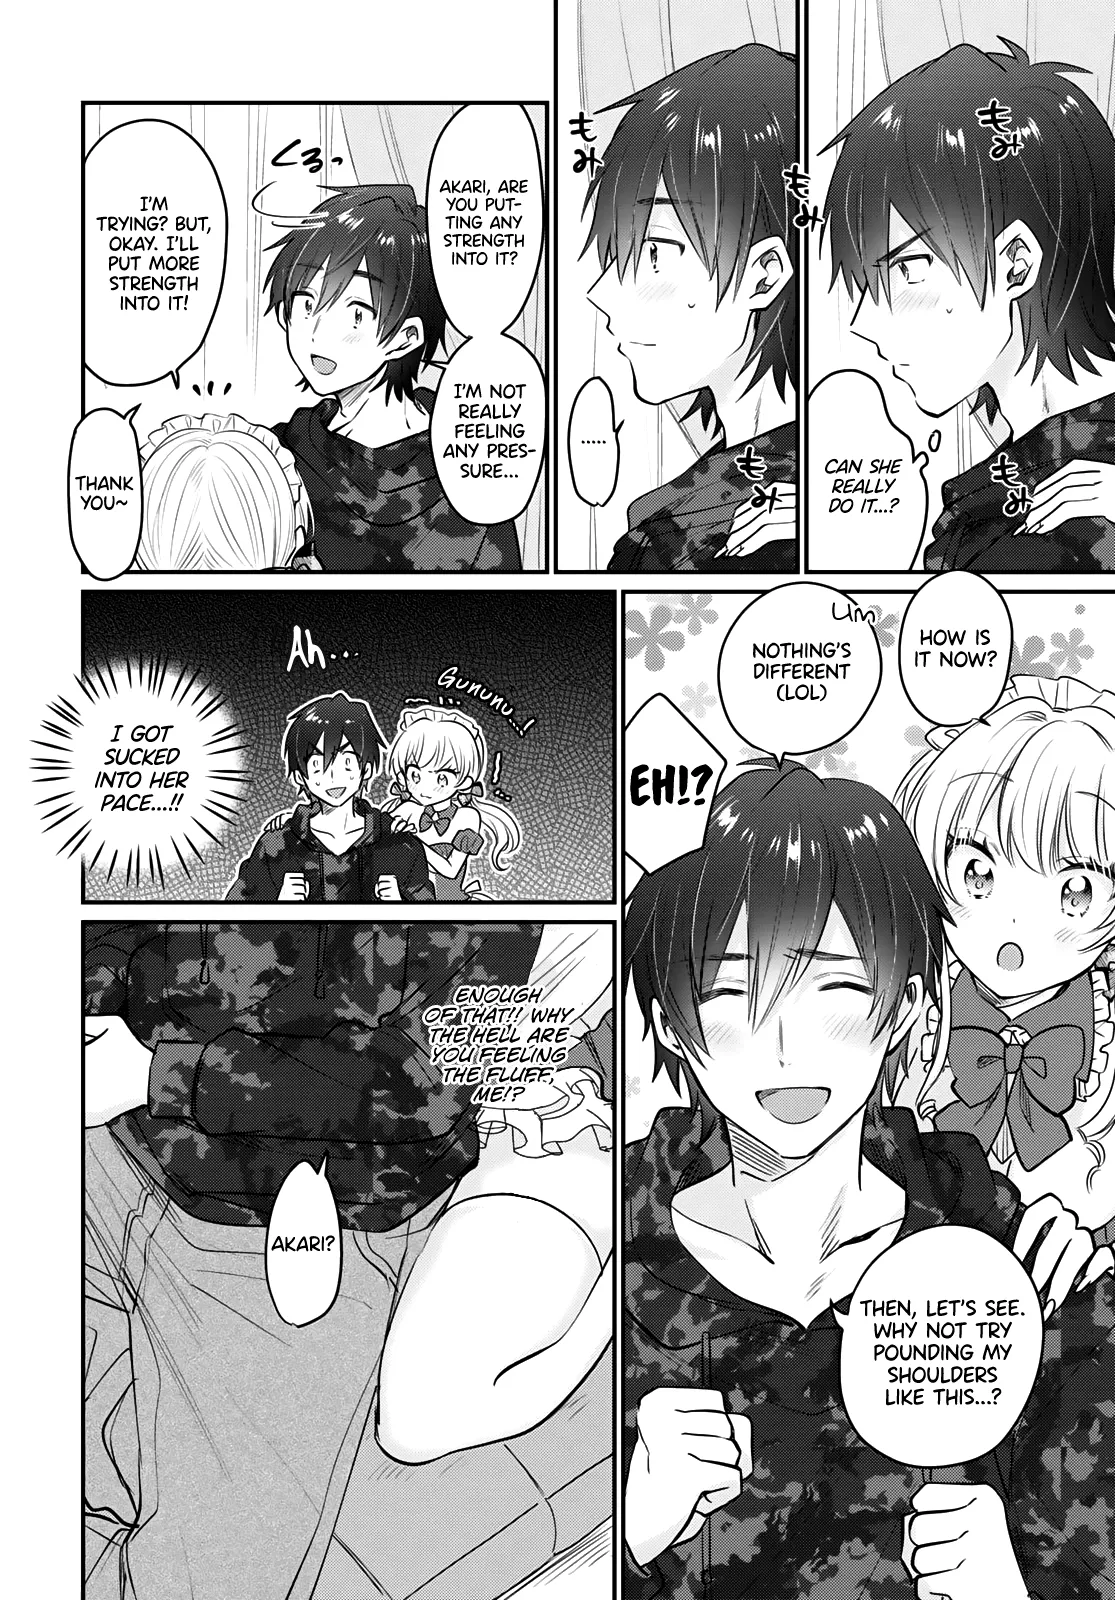 もみ
もみ
CAN SHE
REALLY
DO IT...?
もみ
もみ
......
AKARI, ARE
YOU PUT-
TING ANY
STRENGTH
INTO IT?
I'M NOT
REALLY
FEELING
ANY PRES-
SURE...
くるっ
I'M
TRYING? BUT,
OKAY. I'LL
PUT MORE
STRENGTH
INTO IT!
THANK
YOU~
HOW IS
IT NOW?
Um
NOTHING'S
DIFFERENT
(LOL)
EH!?
THEN, LET'S SEE.
WHY NOT TRY
POUNDING MY
SHOULDERS
LIKE THIS...?
Ah...
Gununu...!
I GOT
SUCKED
INTO HER
PACE...!!
ENOUGH
OF THAT!! WHY
THE HELL ARE
YOU FEELING
THE FLUFF,
ME!?
AKARI?